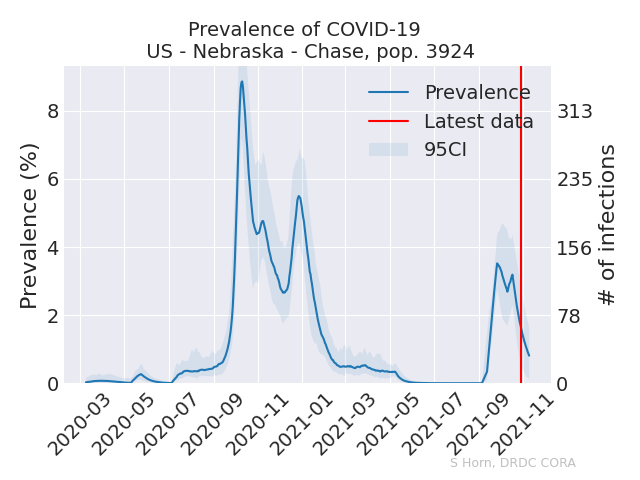 Prevalence of COVID-19
US - Nebraska - Chase, pop. 3924
Prevalence
Latest data
95CI
Prevalence (%)
8
6
4
2
0
# of infections
313
235
156
78
0
2020-03
2020-05
2020-07
2020-09
2020-11
2021-01
2021-03
2021-05
2021-07
2021-09
2021-11
S Horn, DRDC CORA